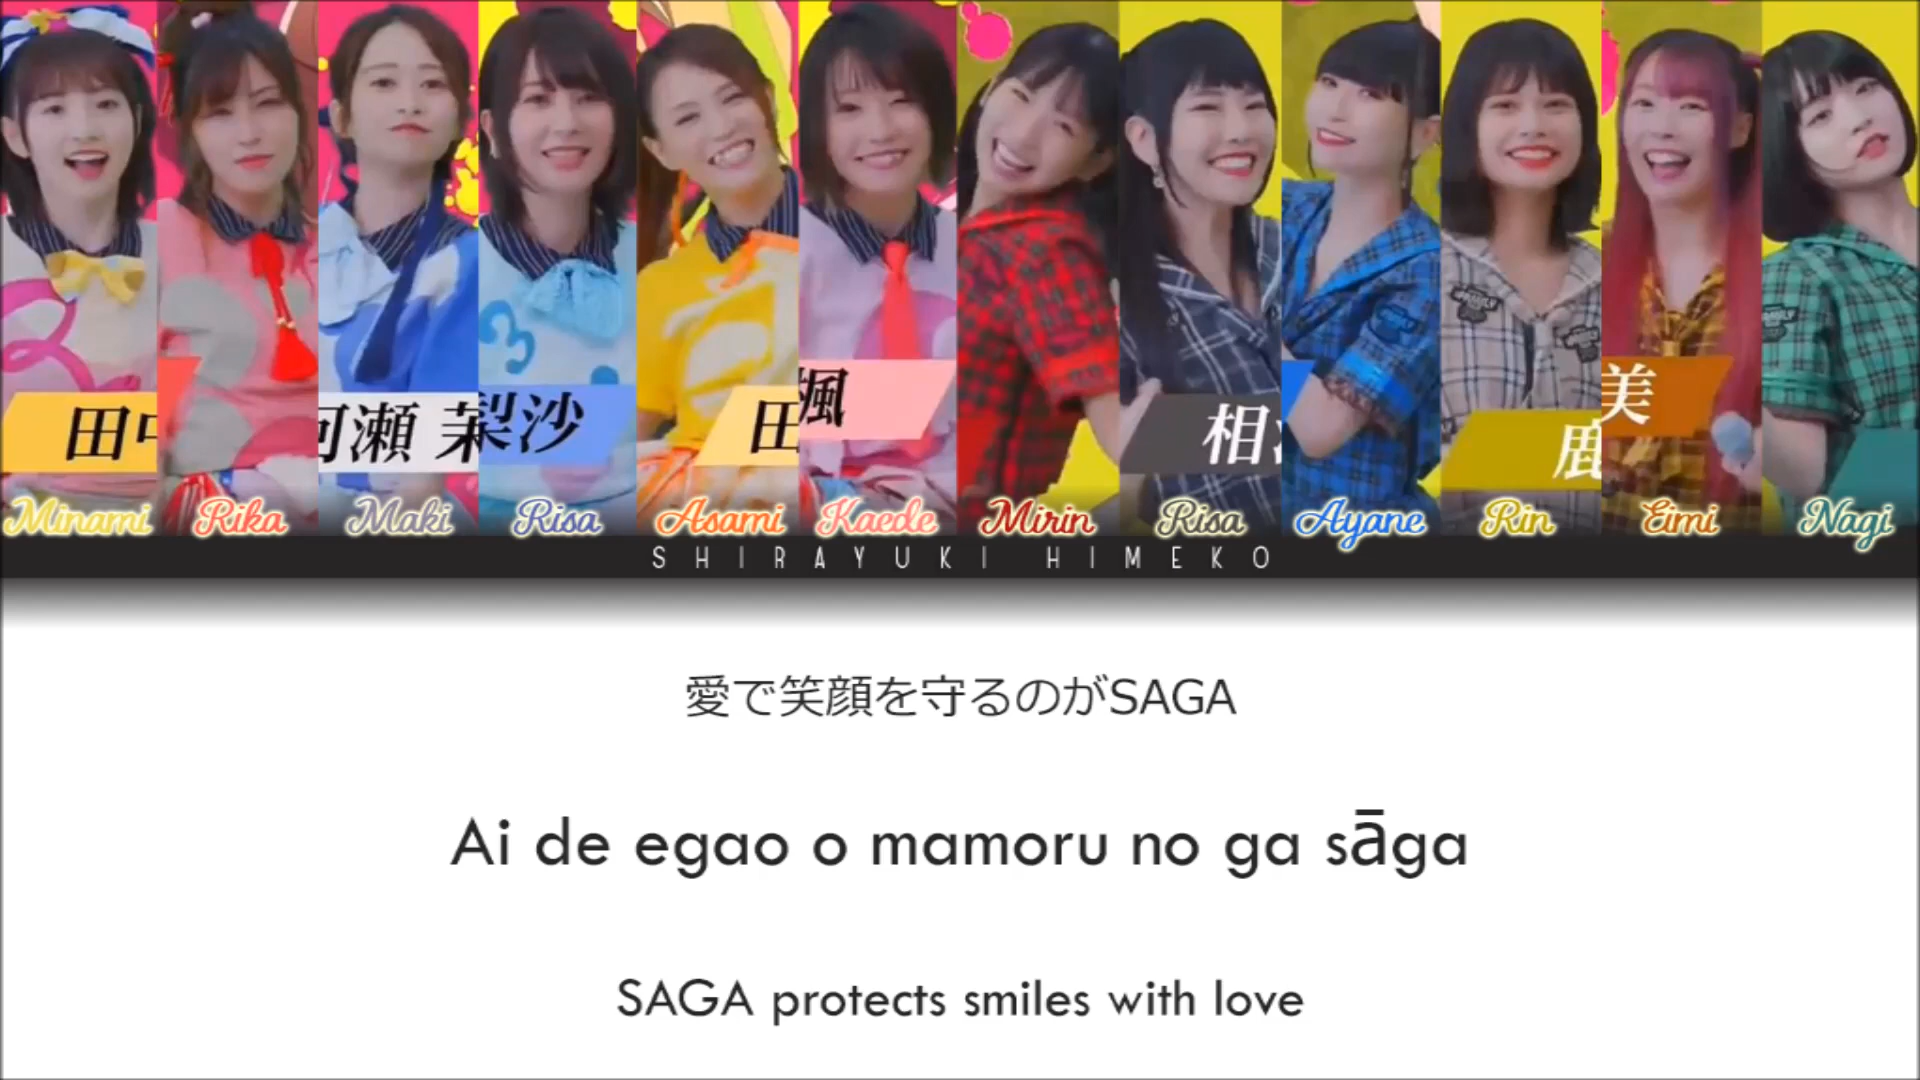 田中
河瀬 茉
梨沙
田
楓
相
鹿
美
Minami Rika Maki Risa Asami Kaede Mirin Risa Ayane Rin Eimi Nagi
SHIRAYUKI HIMEKO
愛で笑顔を守るのがSAGA
Ai de egao o mamoru no ga sāga
SAGA protects smiles with love